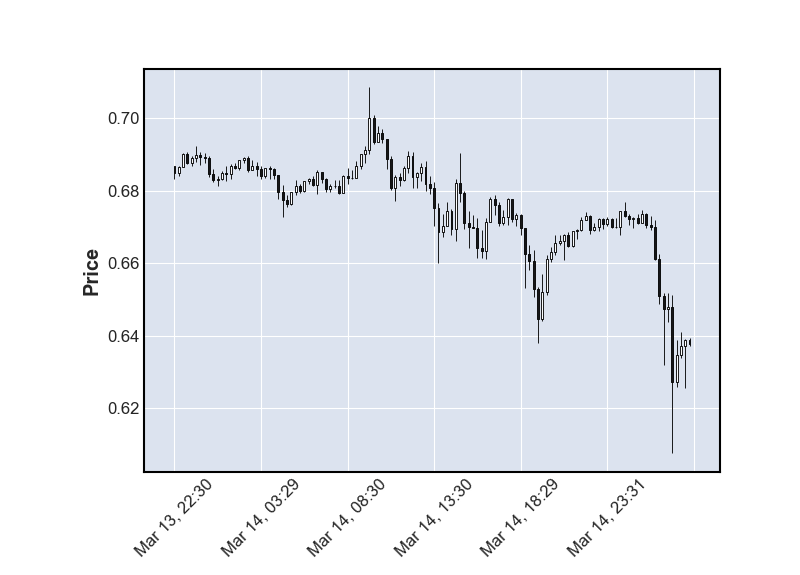 0.70
0.68
0.66
0.64
0.62
Price
Mar 13, 22:30
Mar 14, 03:29
Mar 14, 08:30
Mar 14, 13:30
Mar 14, 18:29
Mar 14, 23:31